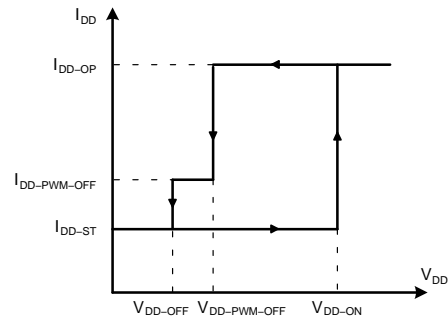 I_DD
I_DD–OP
I_DD–PWM–OFF
I_DD–ST
V_DD
V_DD–OFF V_DD–PWM–OFF V_DD–ON